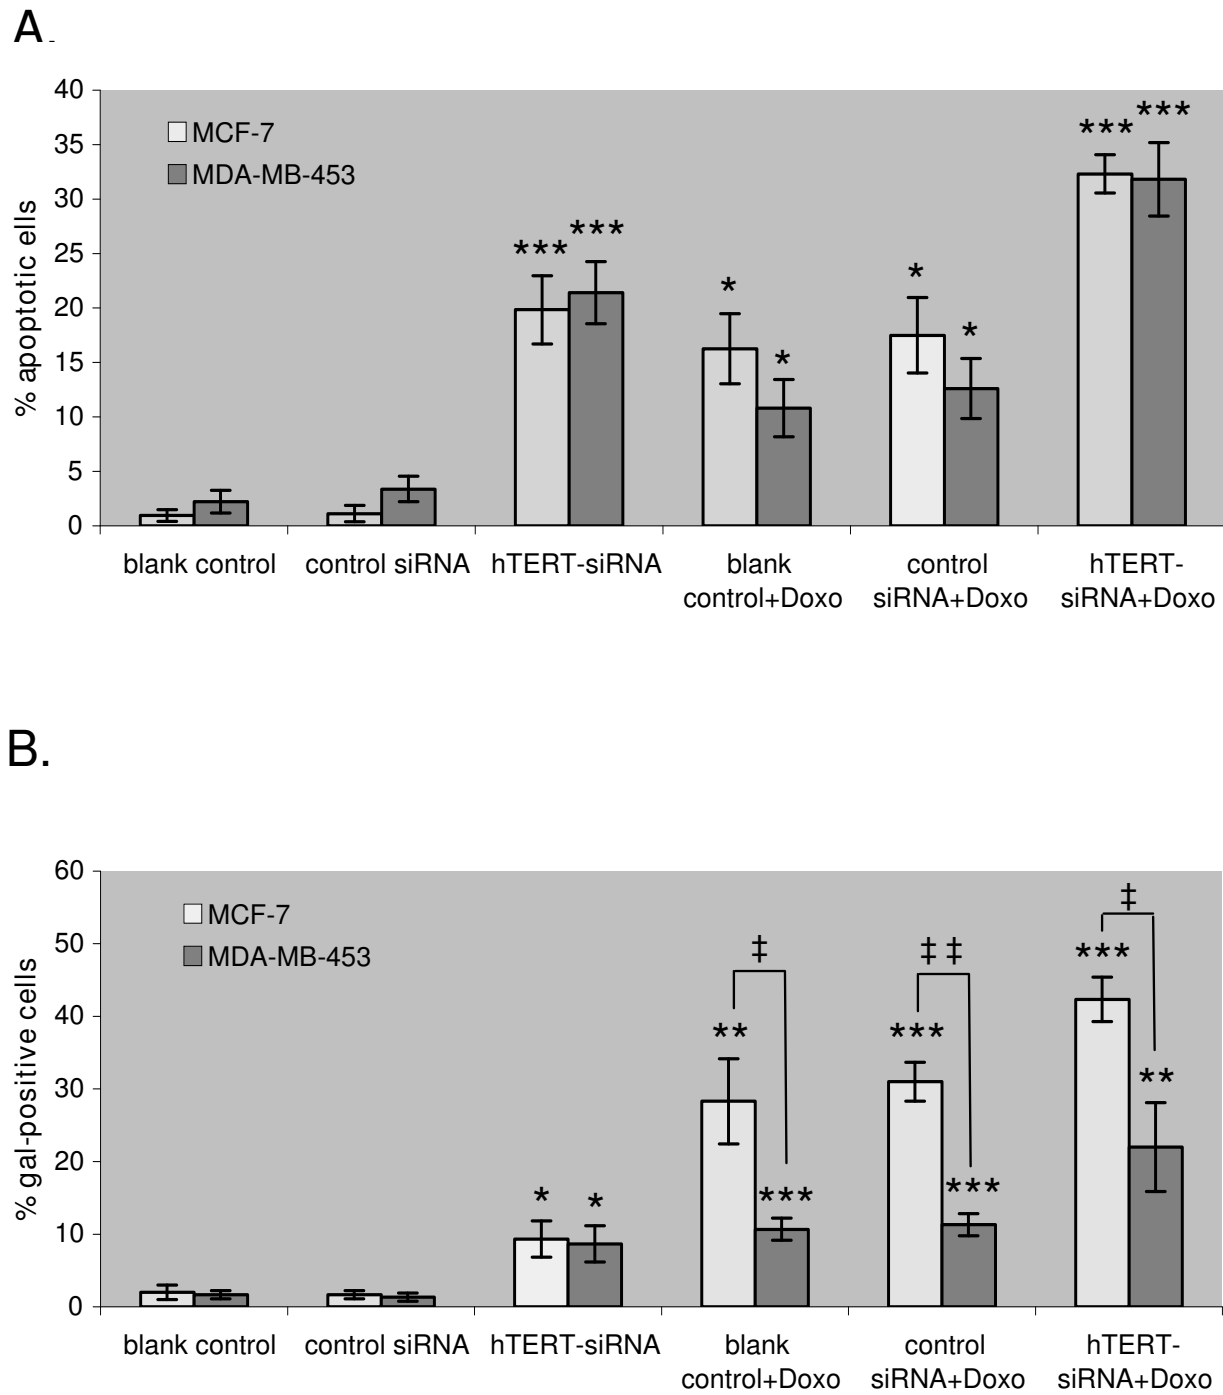 A.
40
35
30
25
20
15
10
5
0
% apoptotic ells
MCF-7
MDA-MB-453
*** ***
*** ***
* *
* *
blank control
control siRNA
hTERT-siRNA
blank
control+Doxo
control
siRNA+Doxo
hTERT-
siRNA+Doxo
B.
60
50
40
30
20
10
0
% gal-positive cells
MCF-7
MDA-MB-453
‡
‡ ‡
‡
***
** ***
**
* * *** ***
blank control
control siRNA
hTERT-siRNA
blank
control+Doxo
control
siRNA+Doxo
hTERT-
siRNA+Doxo